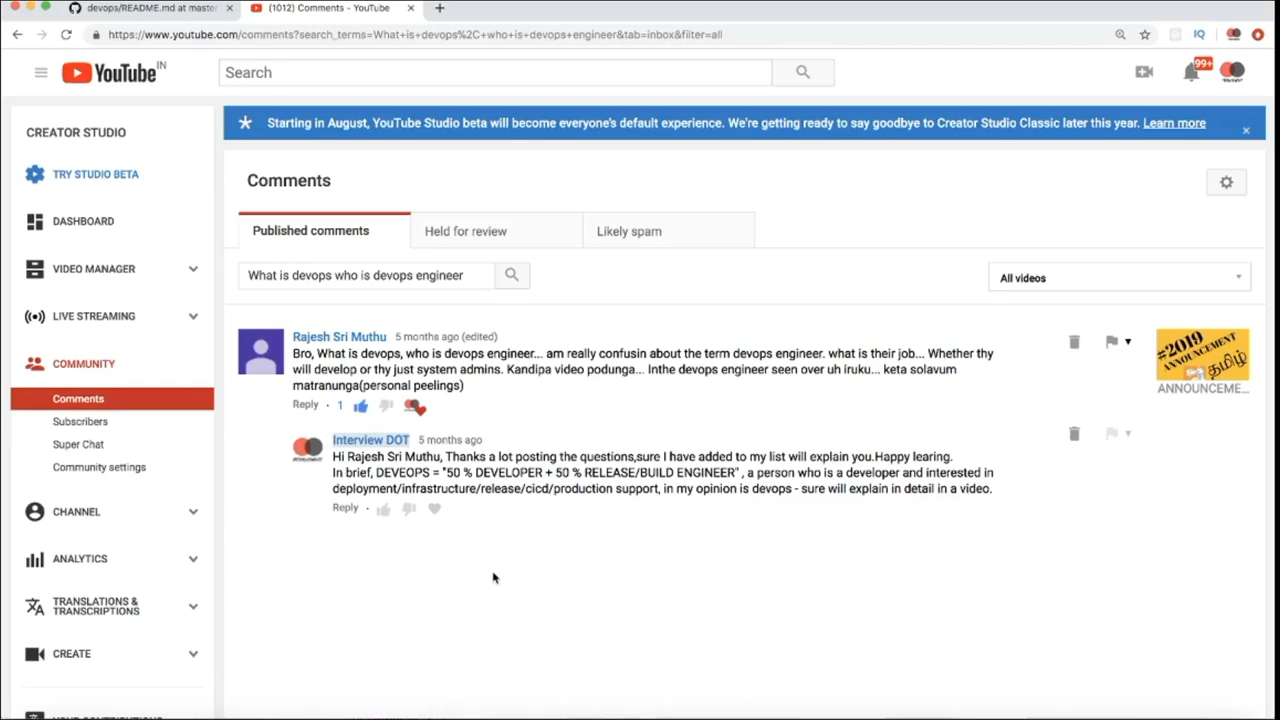 devops/README.md at master
(1012) Comments - YouTube
https://www.youtube.com/comments?search_terms=What+is+devops%2C+who+is+devops+engineer&tab=inbox&filter=all
YouTube IN
Search
99+
CREATOR STUDIO
TRY STUDIO BETA
DASHBOARD
VIDEO MANAGER
LIVE STREAMING
COMMUNITY
Comments
Subscribers
Super Chat
Community settings
CHANNEL
ANALYTICS
TRANSLATIONS &
TRANSCRIPTIONS
CREATE
Starting in August, YouTube Studio beta will become everyone's default experience. We're getting ready to say goodbye to Creator Studio Classic later this year. Learn more
Comments
Published comments
Held for review
Likely spam
What is devops who is devops engineer
All videos
Rajesh Sri Muthu 5 months ago (edited)
Bro, What is devops, who is devops engineer... am really confusin about the term devops engineer. what is their job... Whether thy
will develop or thy just system admins. Kandipa video podunga... Inthe devops engineer seen over uh iruku... keta solavum
matranunga(personal peelings)
Reply · 1
#2019
ANNOUNCEMENT
தமிழ்
ANNOUNCEME...
Interview DOT 5 months ago
Hi Rajesh Sri Muthu, Thanks a lot posting the questions,sure I have added to my list will explain you.Happy learing.
In brief, DEVEOPS = "50 % DEVELOPER + 50 % RELEASE/BUILD ENGINEER" , a person who is a developer and interested in
deployment/infrastructure/release/cicd/production support, in my opinion is devops - sure will explain in detail in a video.
Reply ·